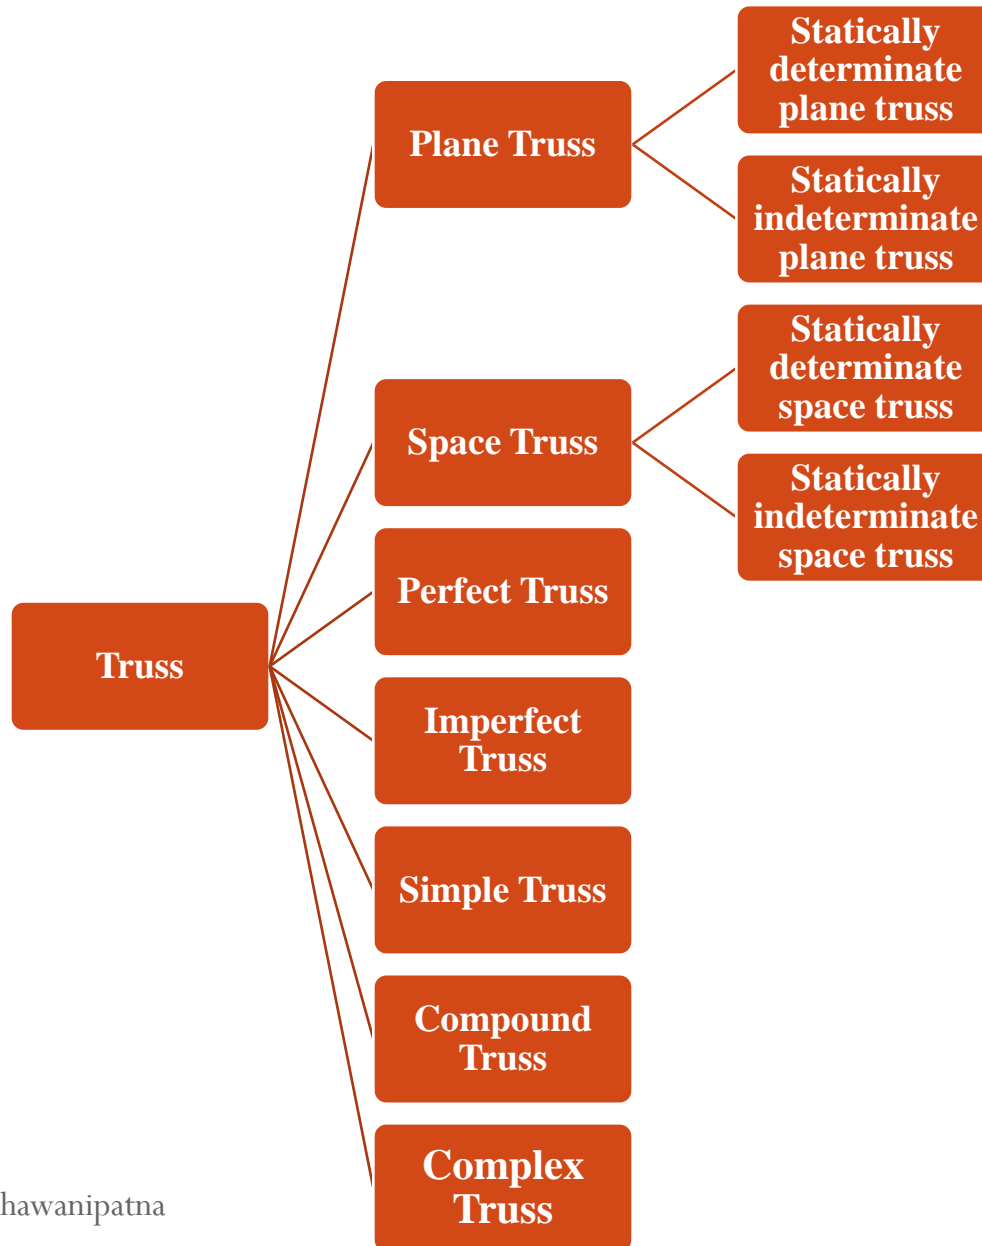 Statically
determinate
plane truss
Plane Truss
Statically
indeterminate
plane truss
Statically
determinate
space truss
Space Truss
Statically
indeterminate
space truss
Perfect Truss
Truss
Imperfect
Truss
Simple Truss
Compound
Truss
Complex
Truss
hawanipatna